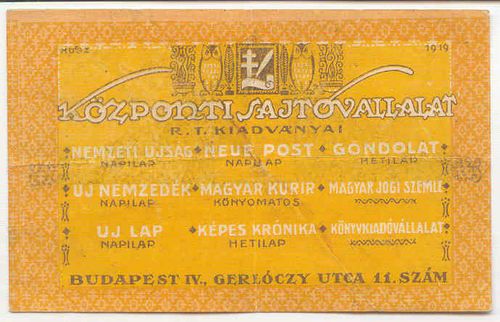 1919
KÖZPONTI SAJTÓVÁLLALAT
R.T. KIADVÁNYAI
NEMZETI UJSÁG NEUE POST GONDOLAT
NAPILAP NAPILAP HETILAP
UJ NEMZEDÉK MAGYAR KURIR MAGYAR JOGI SZEMLE
NAPILAP KŐNYOMATOS
UJ LAP KÉPES KRÓNIKA KÖNYVKIADÓVÁLLALAT
NAPILAP HETILAP
BUDAPEST IV., GERLÓCZY UTCA 11. SZÁM